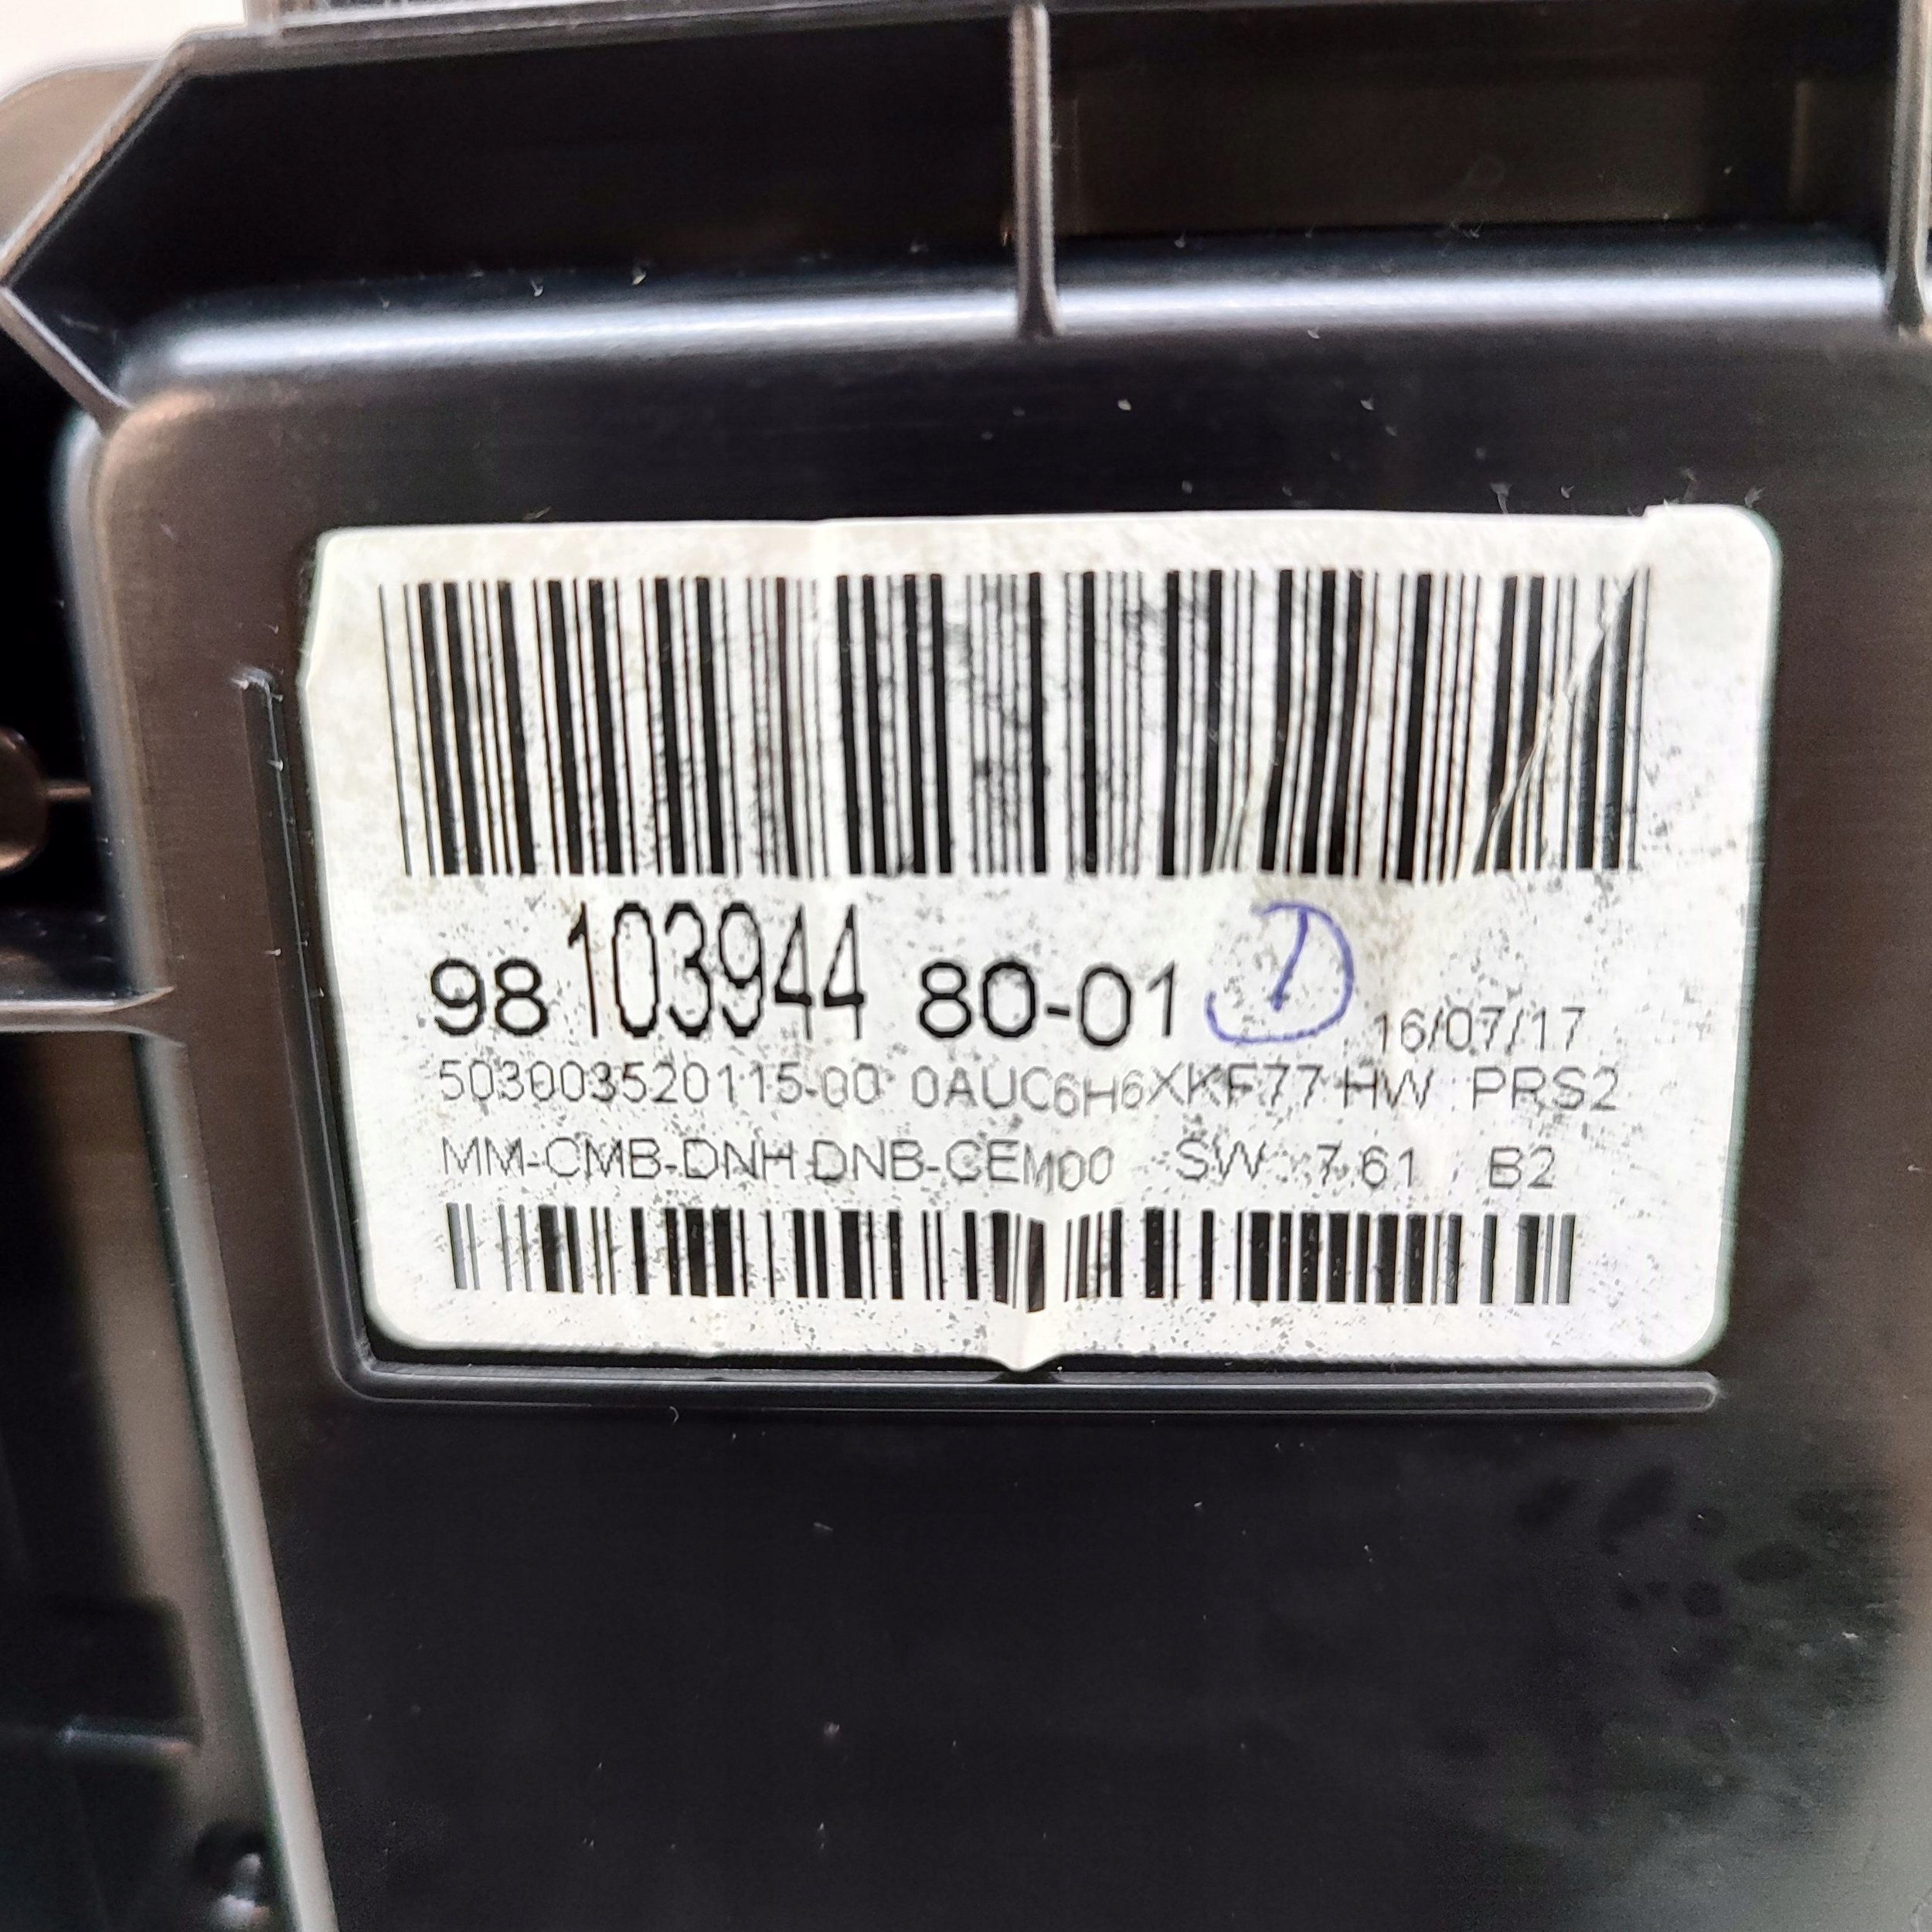 98 103944 80-01 D 16/07/17
503003520115-00 0AUC6H6XKF77 HW PRS2
MM-CMB-DNH DNB-CEM00 SW 7.61 B2